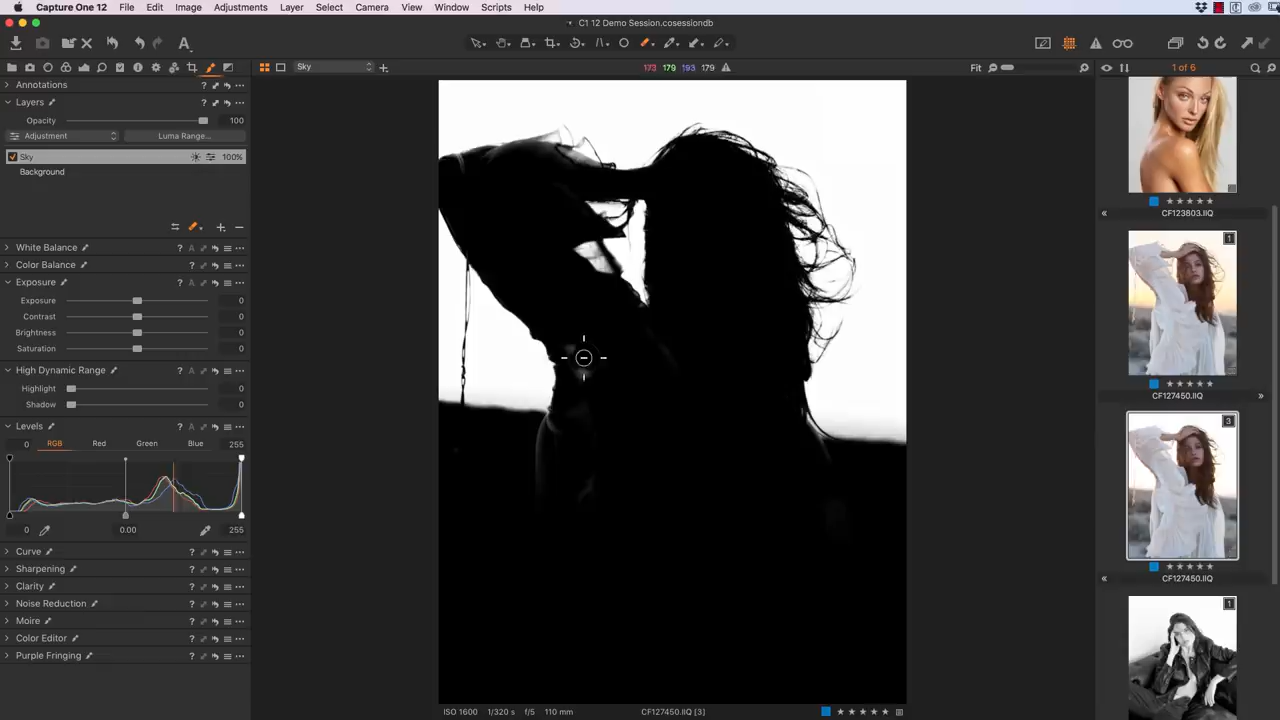 Capture One 12 File Edit View Image Adjustments Layer Select Camera Window Scripts Help
C1 12 Demo Session.cosessiondb
Sky
173 179 193 179
Fit
1 of 6
Annotations
Layers
Opacity 100
Adjustment Luma Range...
Sky 100%
Background
White Balance
Color Balance
Exposure
Exposure 0
Contrast 0
Brightness 0
Saturation 0
High Dynamic Range
Highlight 0
Shadow 0
Levels
0 RGB Red Green Blue 255
0 0.00 255
Curve
Sharpening
Clarity
Noise Reduction
Moire
Color Editor
Purple Fringing
ISO 1600 1/320 s f/5 110 mm CF127450.IIQ [3]
CF123803.IIQ
1
CF127450.IIQ
3
CF127450.IIQ
1